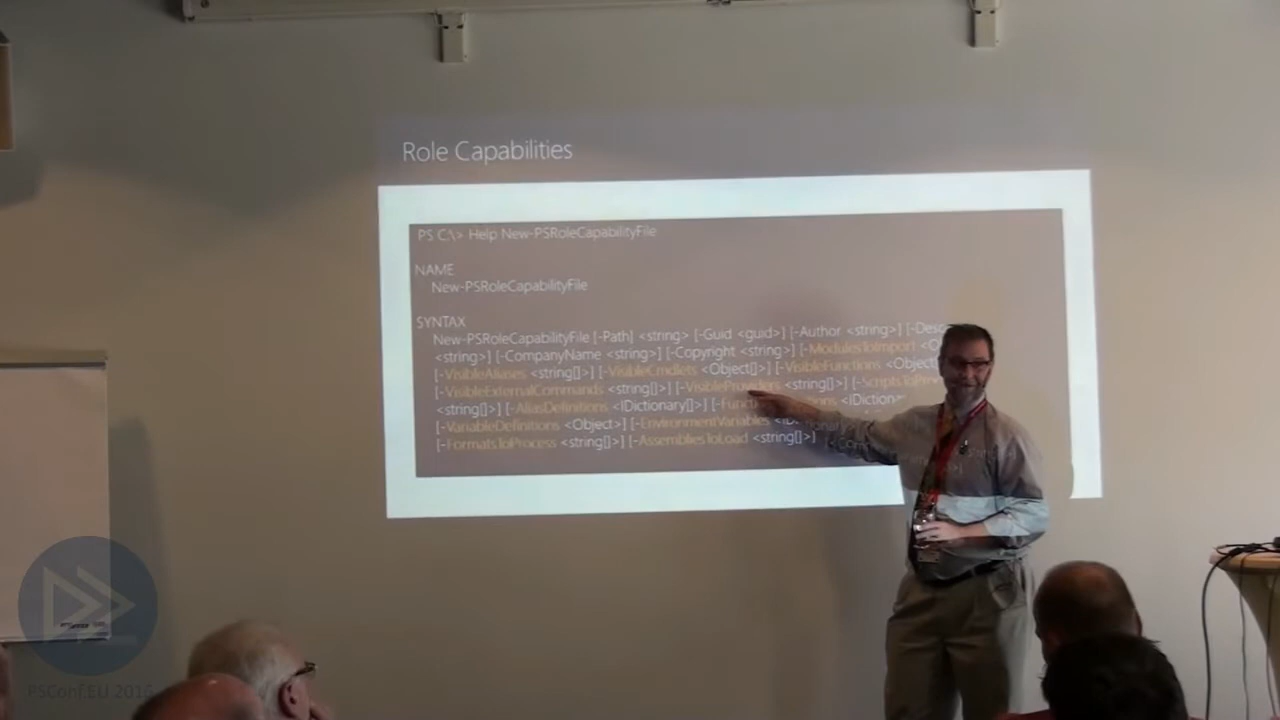 Role Capabilities
PS C:\> Help New-PSRoleCapabilityFile
NAME
New-PSRoleCapabilityFile
SYNTAX
New-PSRoleCapabilityFile [-Path] <string> [-Guid <guid>] [-Author <string>]
<string>] [-CompanyName <string>] [-Copyright <string>] [-ModulesToImport
[-VisibleAliases <string[]>] [-VisibleCmdlets <Object[]>] [-VisibleFunctions <Object[]>]
[-VisibleExternalCommands <string[]>] [-VisibleProviders <string[]>]
<string[]>] [-AliasDefinitions <IDictionary[]>]
[-VariableDefinitions <Object>] [-EnvironmentVariables
[-FormatsToProcess <string[]>] [-AssembliesToLoad <string[]>]
PSConf.EU 2016